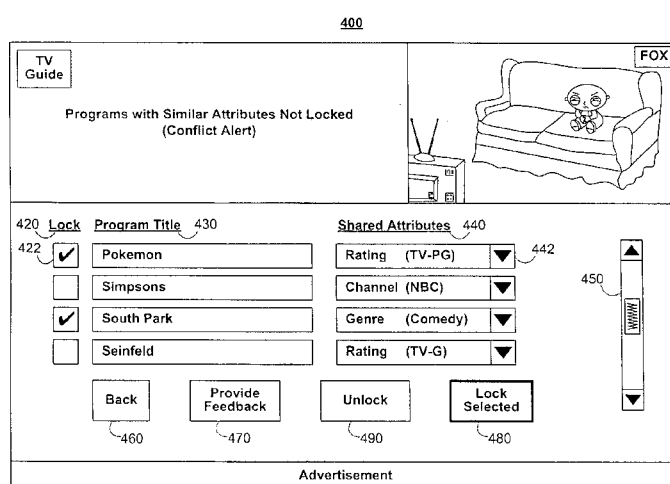 400
TV
Guide
FOX
Programs with Similar Attributes Not Locked
(Conflict Alert)
420 Lock Program Title 430 Shared Attributes 440
422 Pokemon Rating (TV-PG) 442
Simpsons Channel (NBC)
450
South Park Genre (Comedy)
Seinfeld Rating (TV-G)
Back
Provide
Feedback
Unlock
Lock
Selected
460 470 490 480
Advertisement